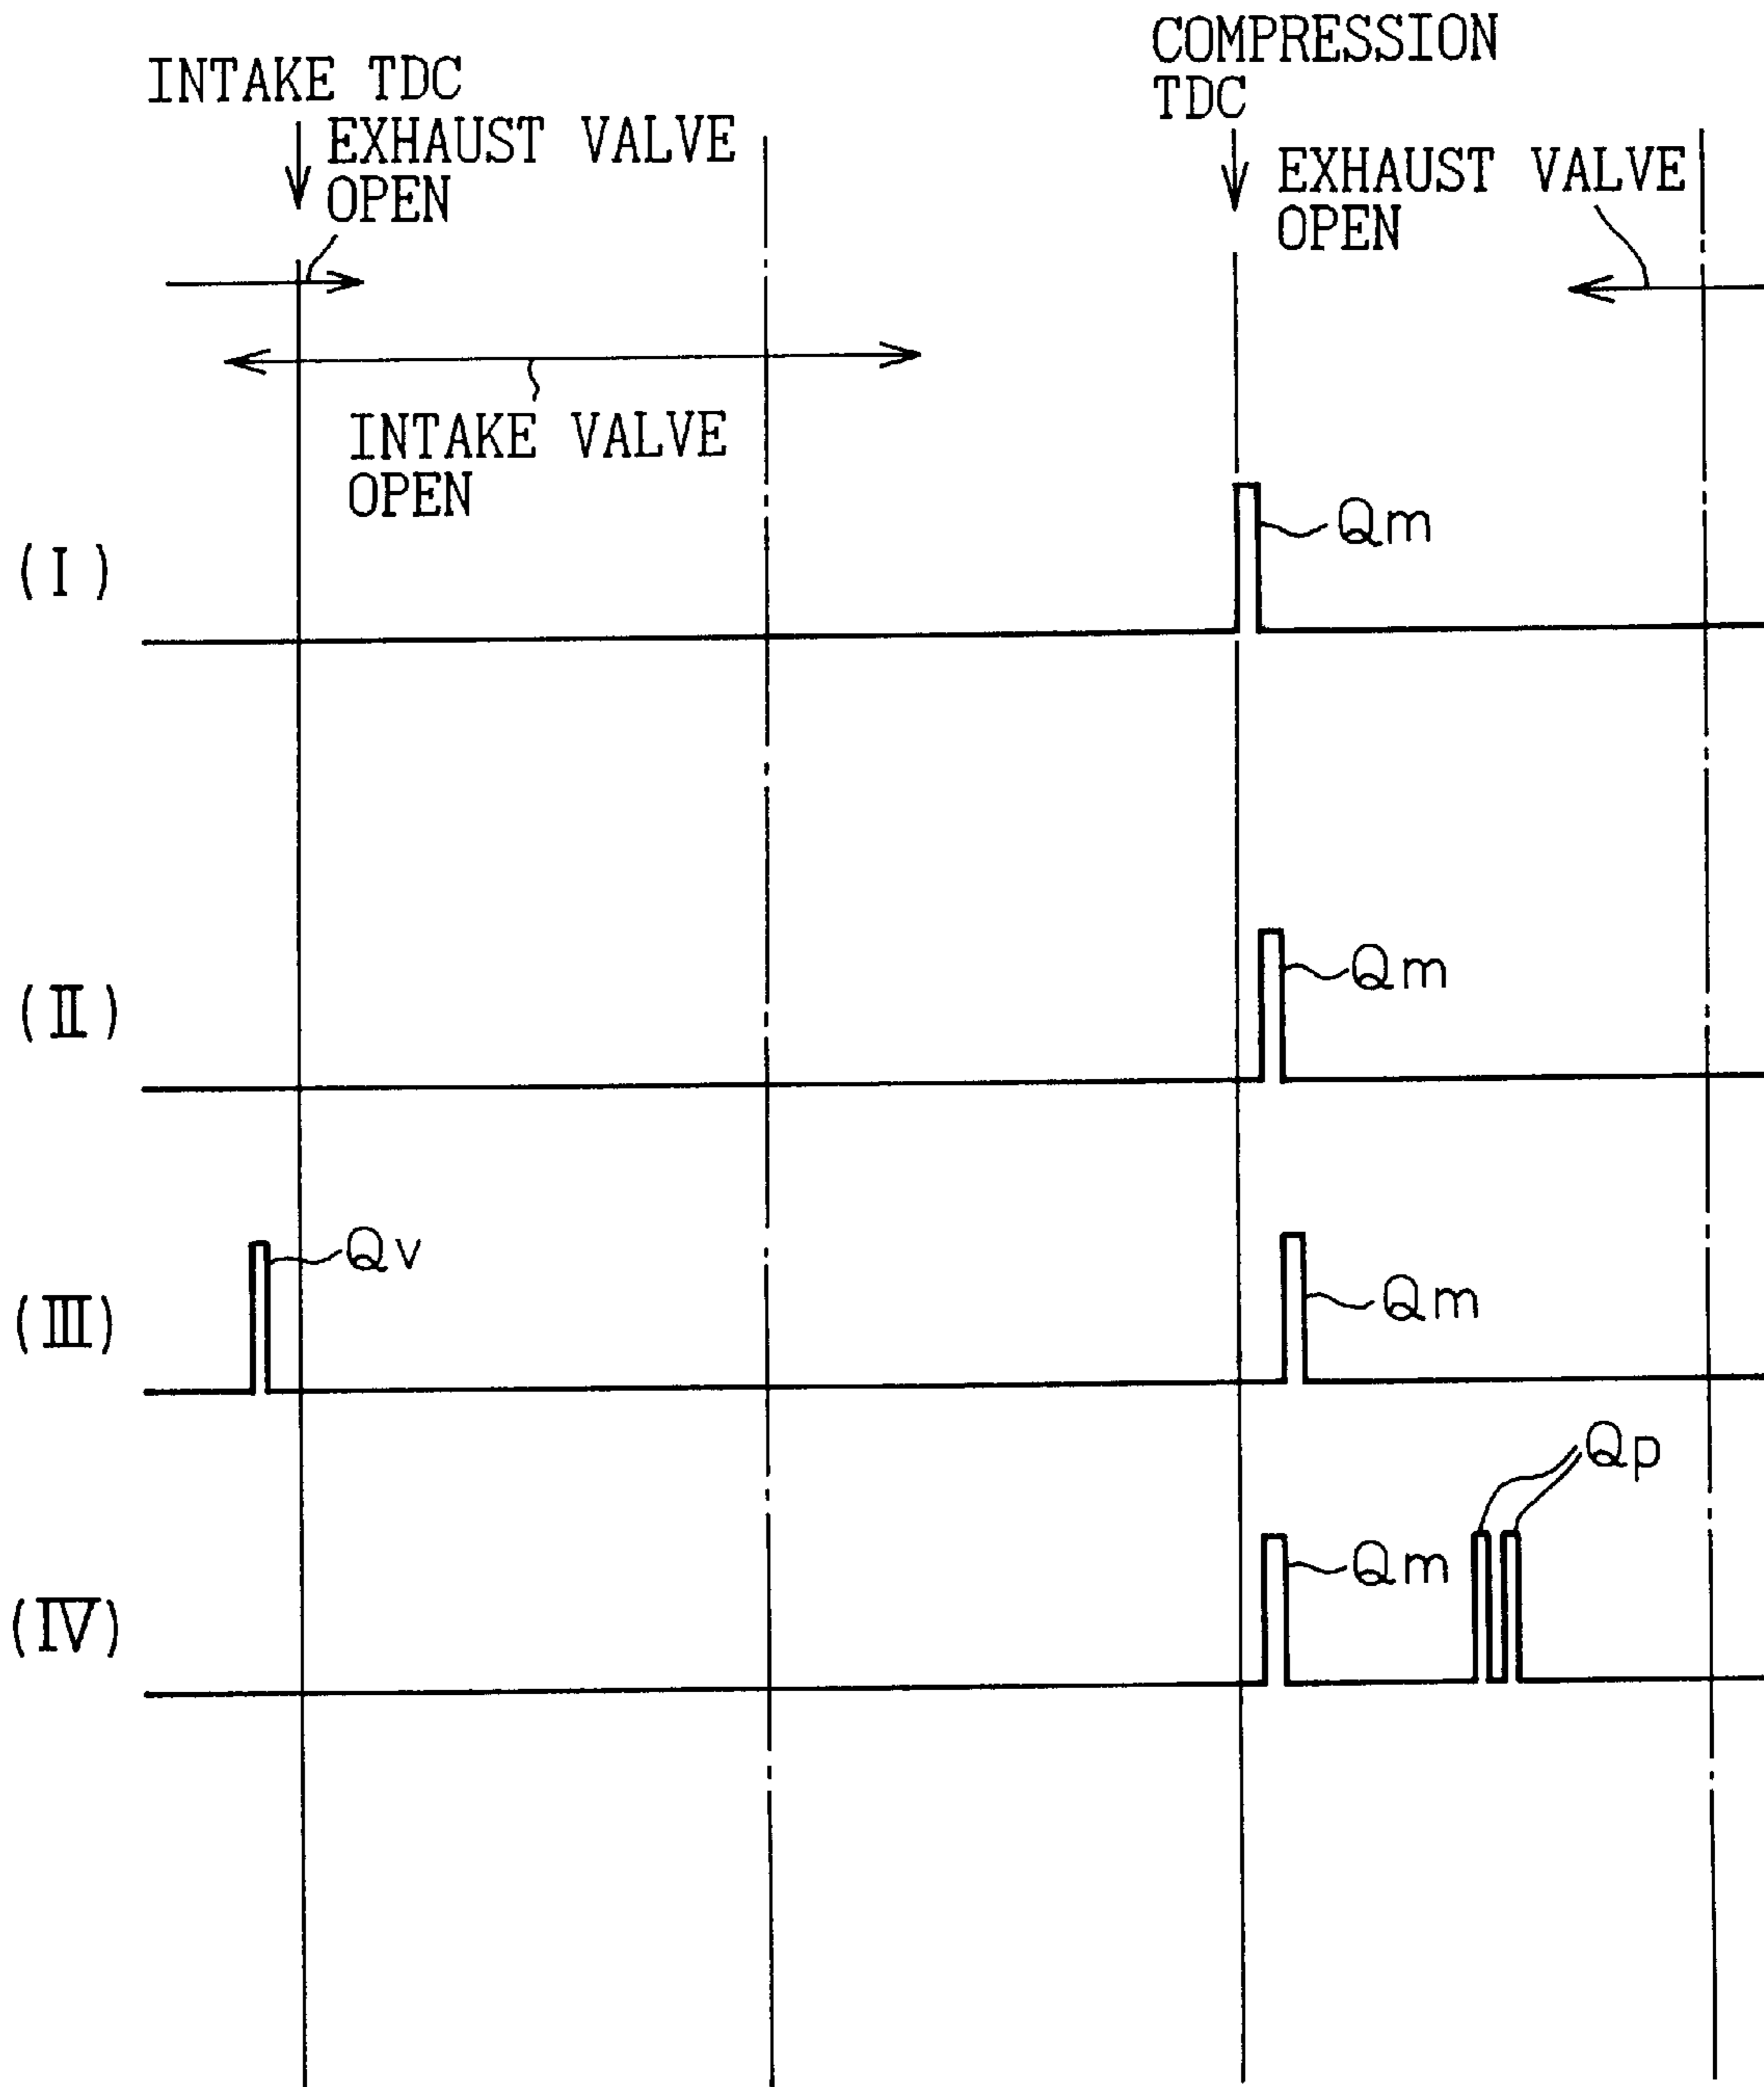 INTAKE TDC
EXHAUST VALVE
OPEN
COMPRESSION
TDC
EXHAUST VALVE
OPEN
INTAKE VALVE
OPEN
(I)
Qm
(II)
Qm
(III)
Qv
Qm
(IV)
Qm
Qp